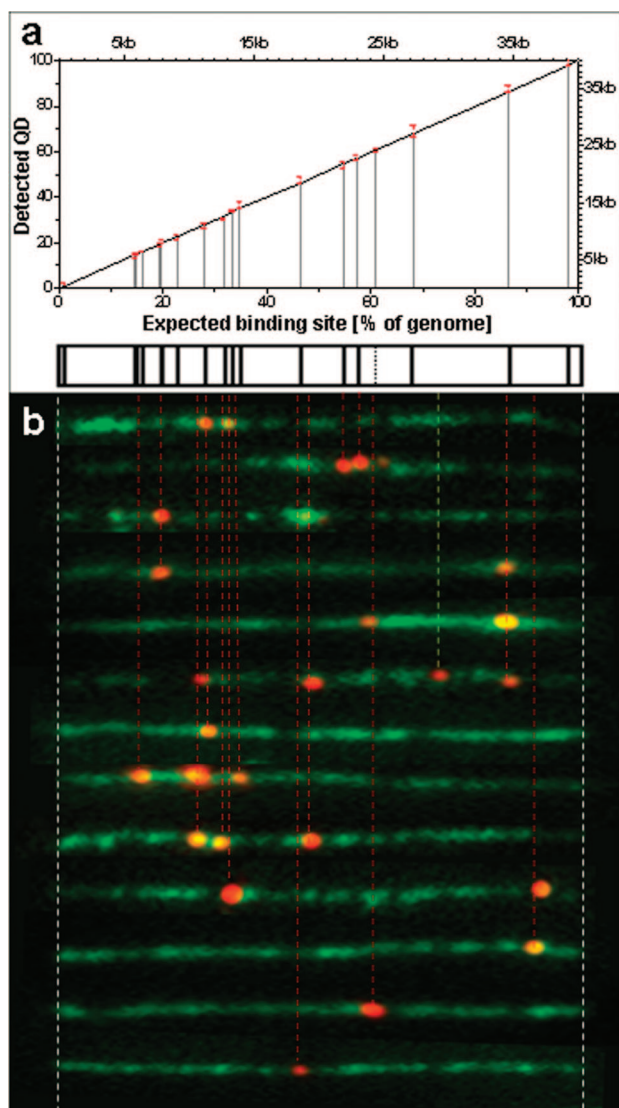 a
5kb 15kb 25kb 35kb
100
80
60
40
20
0
Detected QD
35kb
25kb
15kb
5kb
0 20 40 60 80 100
Expected binding site [% of genome]
b